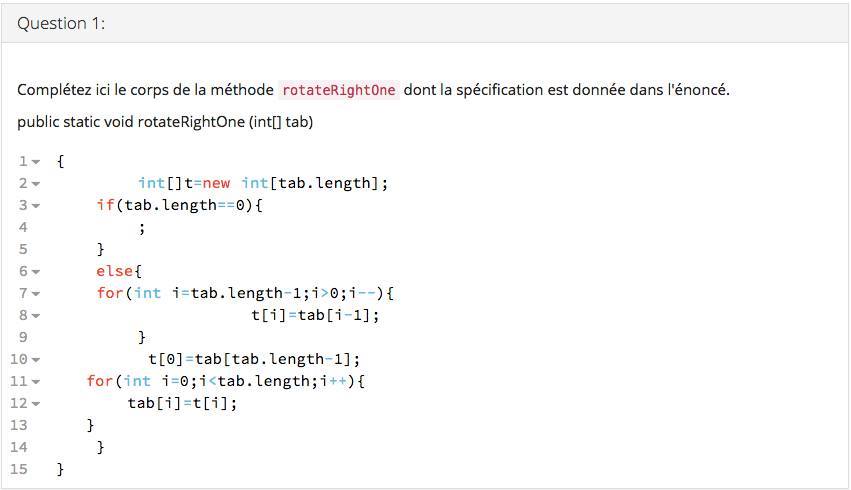 Question 1:
Complétez ici le corps de la méthode rotateRightOne dont la spécification est donnée dans l'énoncé.
public static void rotateRightOne (int[] tab)
1 {
2 int[]t=new int[tab.length];
3 if(tab.length==0){
4 ;
5 }
6 else{
7 for(int i=tab.length-1;i>0;i--){
8 t[i]=tab[i-1];
9 }
10 t[0]=tab[tab.length-1];
11 for(int i=0;i<tab.length;i++){
12 tab[i]=t[i];
13 }
14 }
15 }